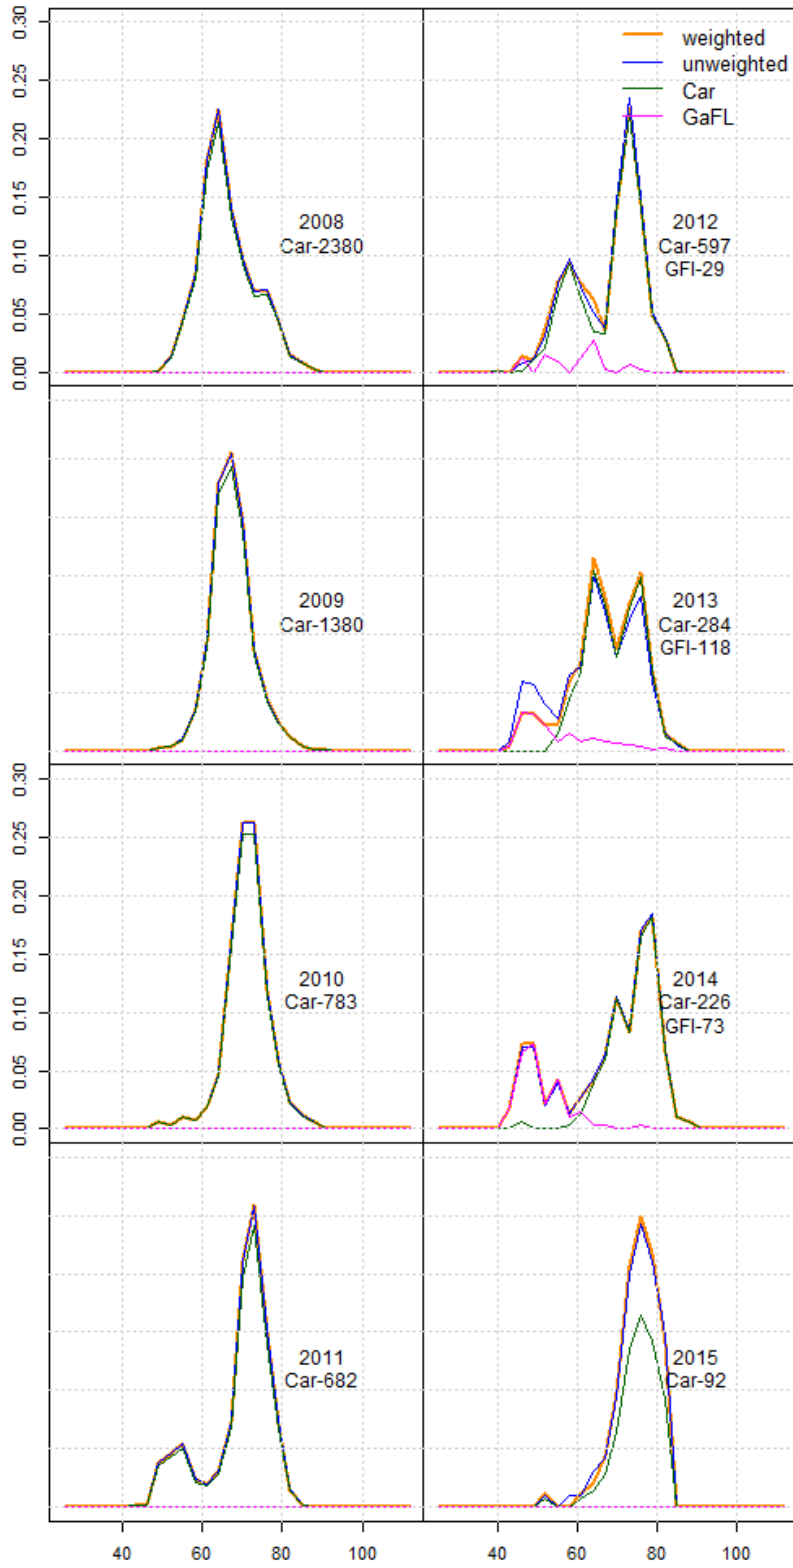 0.30
0.25
0.20
0.15
0.10
0.05
0.00
2008
Car-2380
weighted
unweighted
Car
GaFL
2012
Car-597
GFI-29
2009
Car-1380
2013
Car-284
GFI-118
0.30
0.25
0.20
0.15
0.10
0.05
0.00
2010
Car-783
2014
Car-226
GFI-73
2011
Car-682
2015
Car-92
40 60 80 100 40 60 80 100